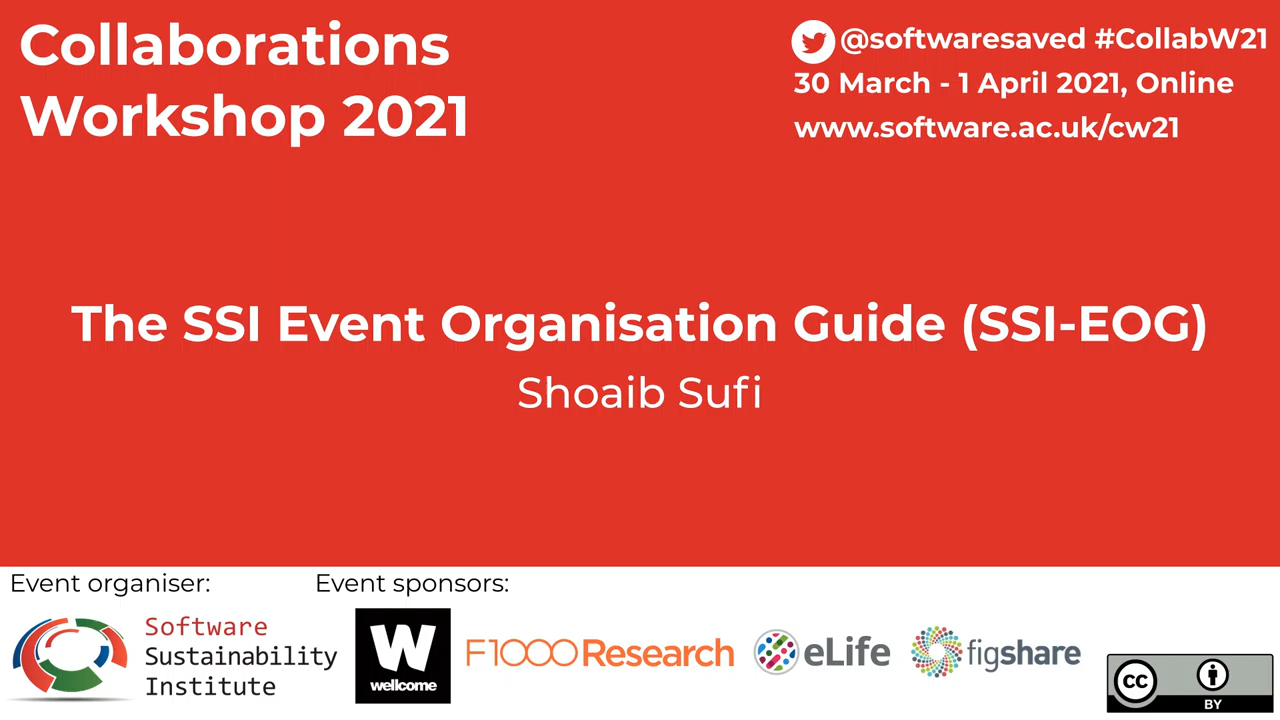 Collaborations
Workshop 2021
@softwaresaved #CollabW21
30 March - 1 April 2021, Online
www.software.ac.uk/cw21
The SSI Event Organisation Guide (SSI-EOG)
Shoaib Sufi
Event organiser:
Event sponsors:
Software
Sustainability
Institute
W
wellcome
F1000Research
eLife
figshare
cc
BY